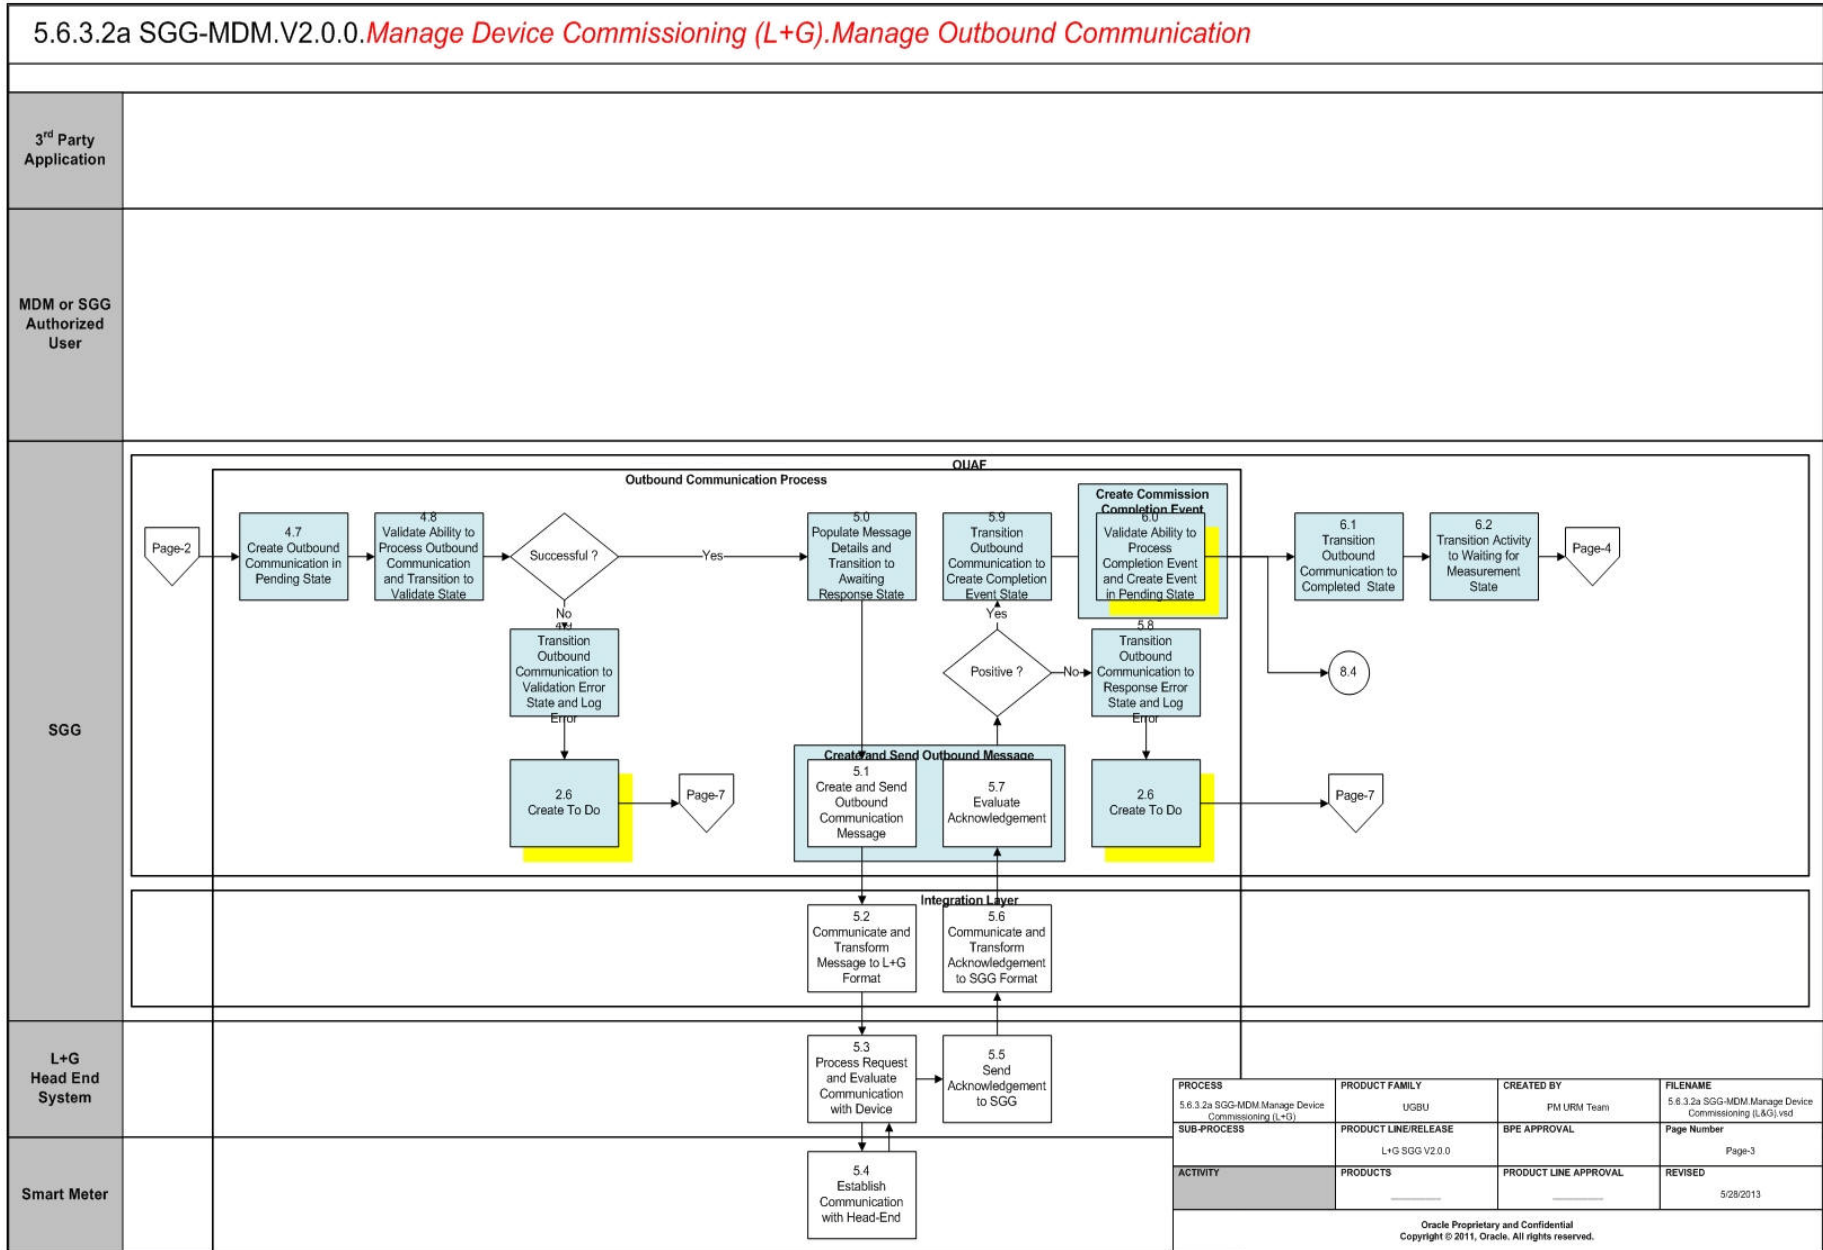 5.6.3.2a SGG-MDM.V2.0.0.Manage Device Commissioning (L+G).Manage Outbound Communication
3rd Party
Application
MDM or SGG
Authorized
User
SGG
OUAF
Outbound Communication Process
Page-2
4.7
Create Outbound
Communication in
Pending State
4.8
Validate Ability to
Process Outbound
Communication
and Transition to
Validate State
Successful ?
Yes
No
4.9
Transition
Outbound
Communication to
Validation Error
State and Log
Error
2.6
Create To Do
Page-7
5.0
Populate Message
Details and
Transition to
Awaiting
Response State
5.9
Transition
Outbound
Communication to
Create Completion
Event State
Create Commission
Completion Event
6.0
Validate Ability to
Process
Completion Event
and Create Event
in Pending State
6.1
Transition
Outbound
Communication to
Completed State
6.2
Transition Activity
to Waiting for
Measurement
State
Page-4
Yes
Positive ?
No
5.8
Transition
Outbound
Communication to
Response Error
State and Log
Error
8.4
Create and Send Outbound Message
5.1
Create and Send
Outbound
Communication
Message
5.7
Evaluate
Acknowledgement
2.6
Create To Do
Page-7
Integration Layer
5.2
Communicate and
Transform
Message to L+G
Format
5.6
Communicate and
Transform
Acknowledgement
to SGG Format
L+G
Head End
System
5.3
Process Request
and Evaluate
Communication
with Device
5.5
Send
Acknowledgement
to SGG
Smart Meter
5.4
Establish
Communication
with Head-End
PROCESS
5.6.3.2a SGG-MDM.Manage Device
Commissioning (L+G)
PRODUCT FAMILY
UGBU
CREATED BY
PM URM Team
FILENAME
5.6.3.2a SGG-MDM.Manage Device
Commissioning (L&G).vsd
SUB-PROCESS
PRODUCT LINE/RELEASE
L+G SGG V2.0.0
BPE APPROVAL
Page Number
Page-3
ACTIVITY
PRODUCTS
PRODUCT LINE APPROVAL
REVISED
5/28/2013
Oracle Proprietary and Confidential
Copyright © 2011, Oracle. All rights reserved.